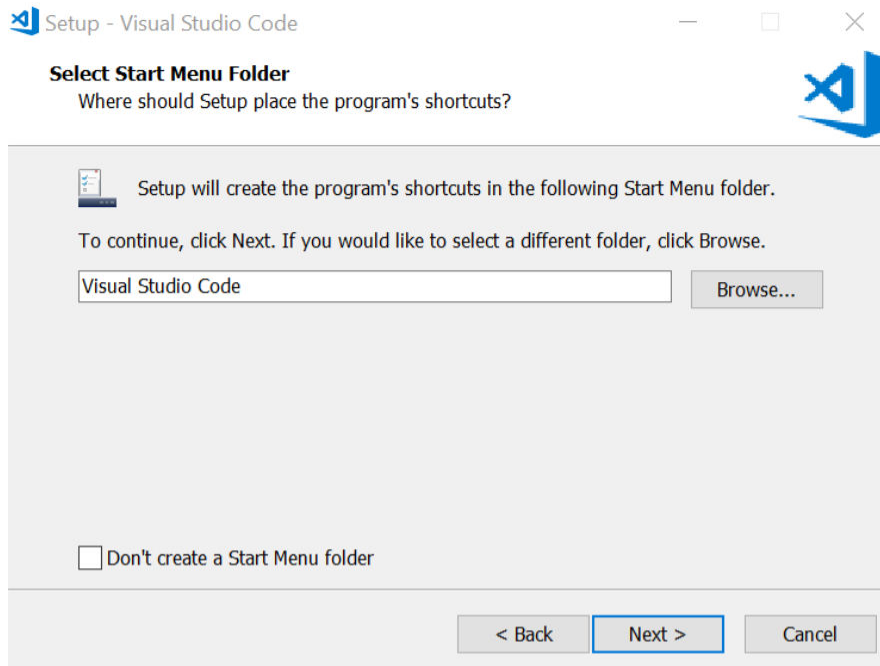 Setup - Visual Studio Code
Select Start Menu Folder
Where should Setup place the program's shortcuts?
Setup will create the program's shortcuts in the following Start Menu folder.
To continue, click Next. If you would like to select a different folder, click Browse.
Visual Studio Code
Browse...
Don't create a Start Menu folder
< Back
Next >
Cancel